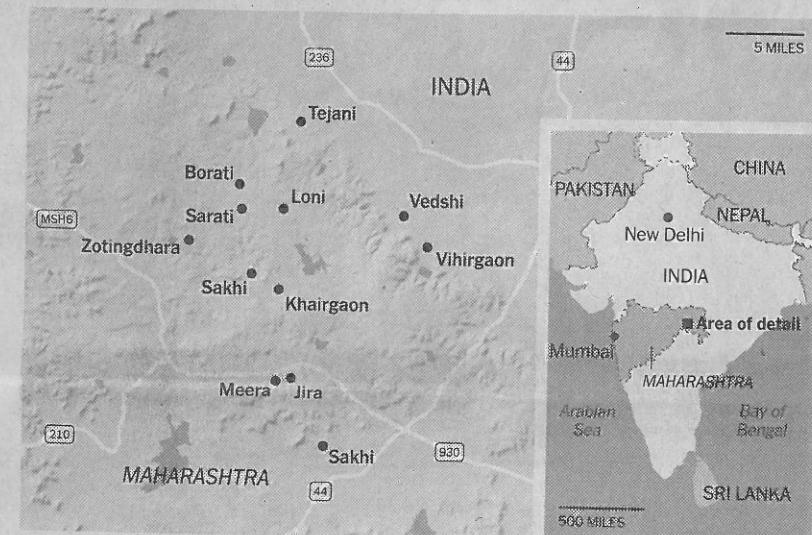 5 MILES
236
44
INDIA
Tejani
Borati
Sarati
Loni
Vedshi
MSH6
Zotingdhara
Vihirgaon
Sakhi
Khairgaon
Meera
Jira
210
Sakhi
930
MAHARASHTRA
44
CHINA
PAKISTAN
NEPAL
New Delhi
INDIA
Area of detail
Mumbai
MAHARASHTRA
Arabian
Sea
Bay of
Bengal
SRI LANKA
500 MILES